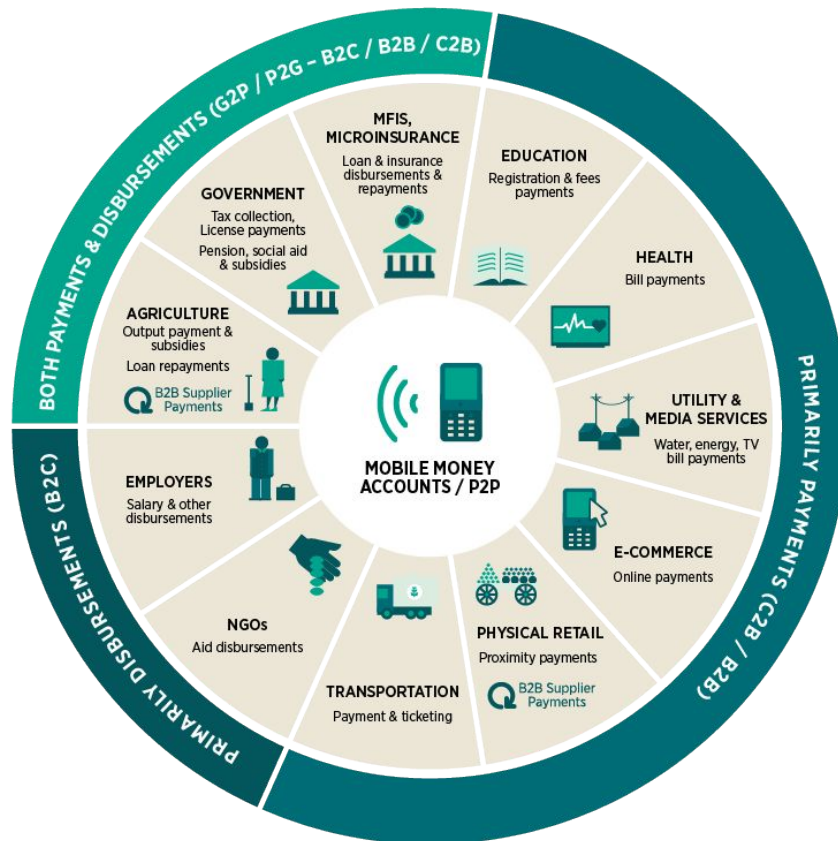 BOTH PAYMENTS & DISBURSEMENTS (G2P / P2G – B2C / B2B / C2B)
MFIS,
MICROINSURANCE
Loan & insurance
disbursements &
repayments
EDUCATION
Registration & fees
payments
GOVERNMENT
Tax collection,
License payments
Pension, social aid
& subsidies
HEALTH
Bill payments
AGRICULTURE
Output payment &
subsidies
Loan repayments
B2B Supplier
Payments
UTILITY &
MEDIA SERVICES
Water, energy, TV
bill payments
MOBILE MONEY
ACCOUNTS / P2P
EMPLOYERS
Salary & other
disbursements
E-COMMERCE
Online payments
NGOs
Aid disbursements
PHYSICAL RETAIL
Proximity payments
B2B Supplier
Payments
TRANSPORTATION
Payment & ticketing
PRIMARILY DISBURSEMENTS (B2C)
PRIMARILY PAYMENTS (C2B / B2B)